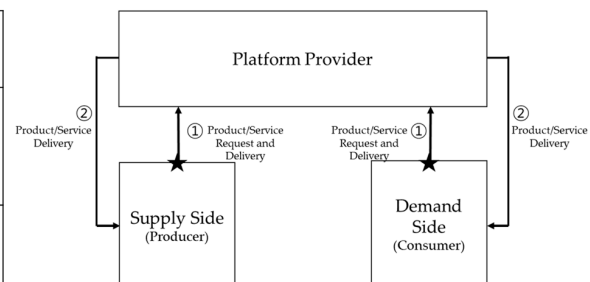 Platform Provider
②
Product/Service
Delivery
① Product/Service
Request and
Delivery
Product/Service ①
Request and
Delivery
②
Product/Service
Delivery
Supply Side
(Producer)
Demand
Side
(Consumer)